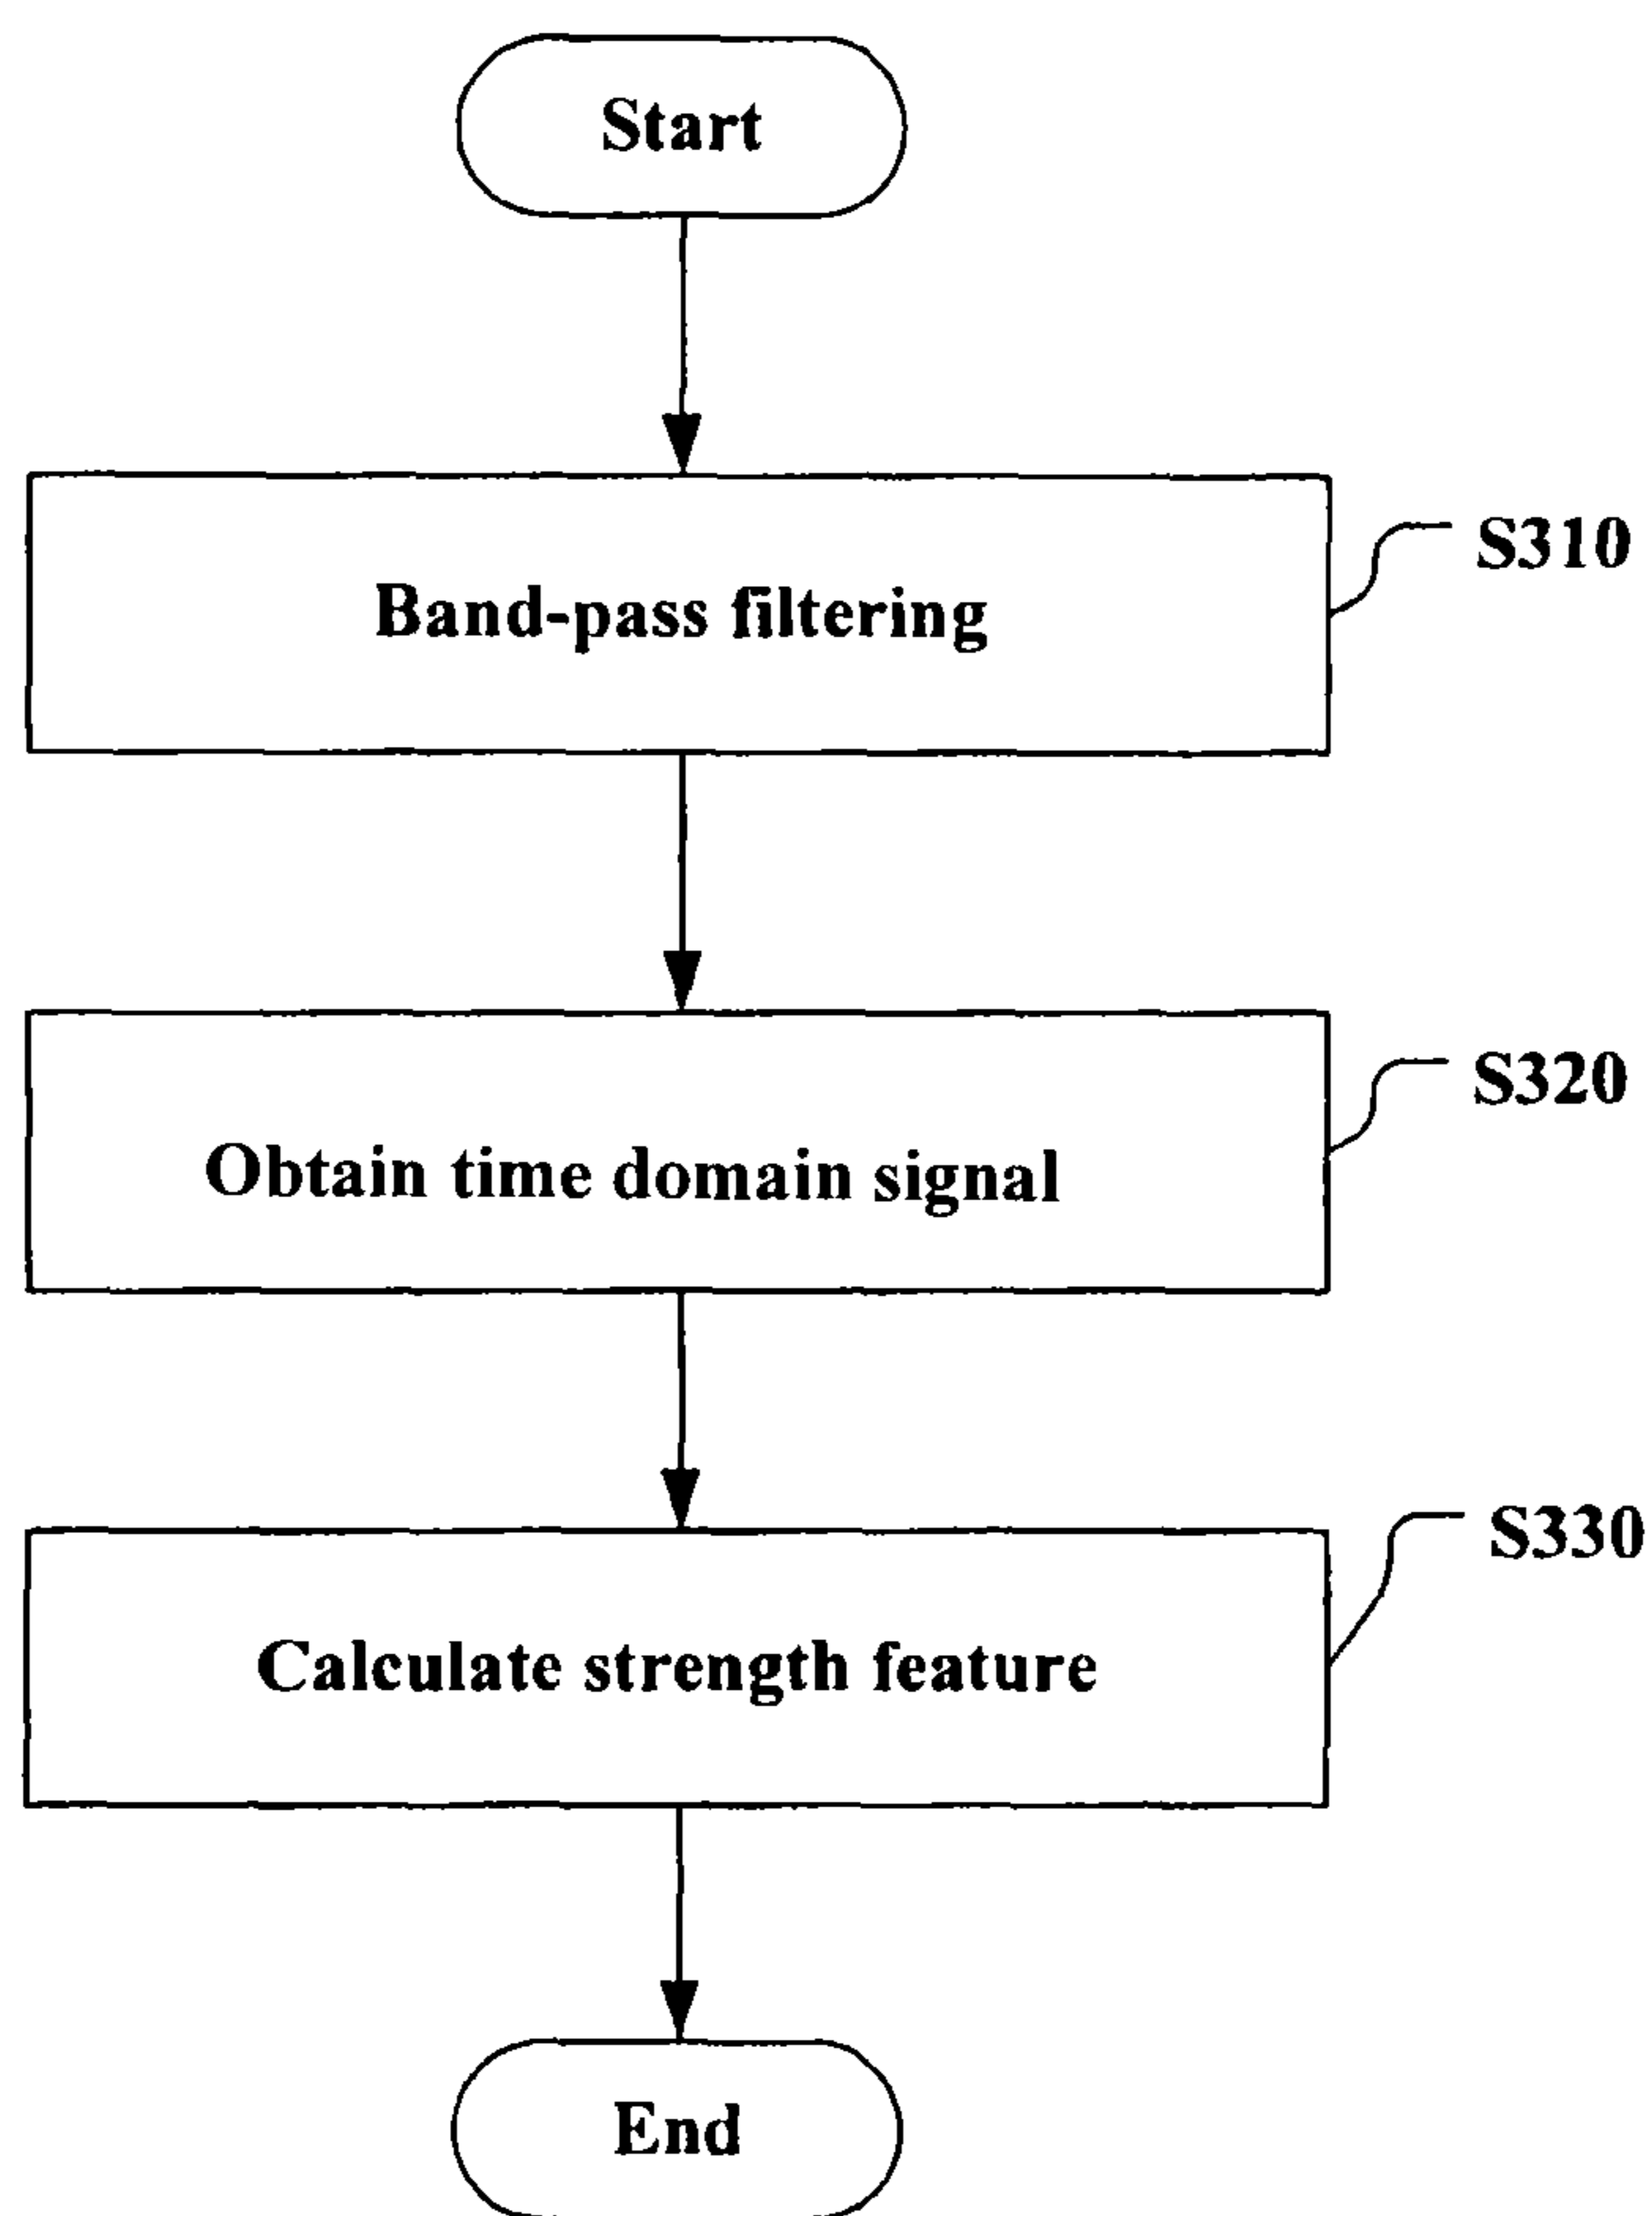 Start
S310
Band-pass filtering
S320
Obtain time domain signal
S330
Calculate strength feature
End